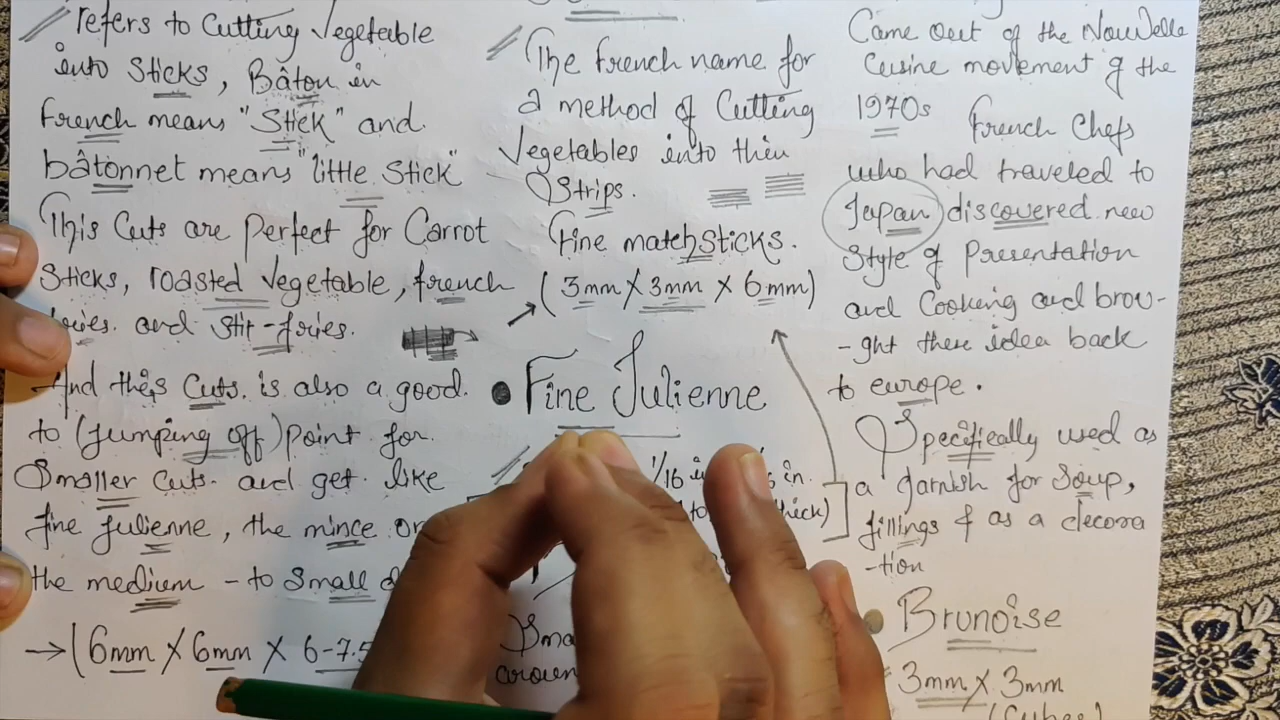 refers to Cutting Vegetable
into Sticks, Bâton in
French means "Stick" and
bâtonnet means "little Stick"
This Cuts are perfect for Carrot
Sticks, roasted Vegetable, french
fries. and stir-fries.
And this Cuts is also a good.
to (Jumping off) point for
Smaller Cuts. and get like
fine julienne, the mince or
the medium - to Small
→ (6mm X 6mm X 6-7.5
The French name for
a method of Cutting
Vegetables into thin
Strips.
Fine matchsticks.
(3mm X 3mm X 6mm)
• Fine Julienne
1/16 in
in.
to
thick)
Came out of the Nouvelle
Cuisine movement of the
1970s French Chefs
who had traveled to
Japan discovered new
Style of Presentation
and Cooking and brou-
-ght there idea back
to europe.
Specifically used as
a garnish for Soup,
fillings & as a decora
-tion
• Brunoise
3mm X 3mm
(Cubes)